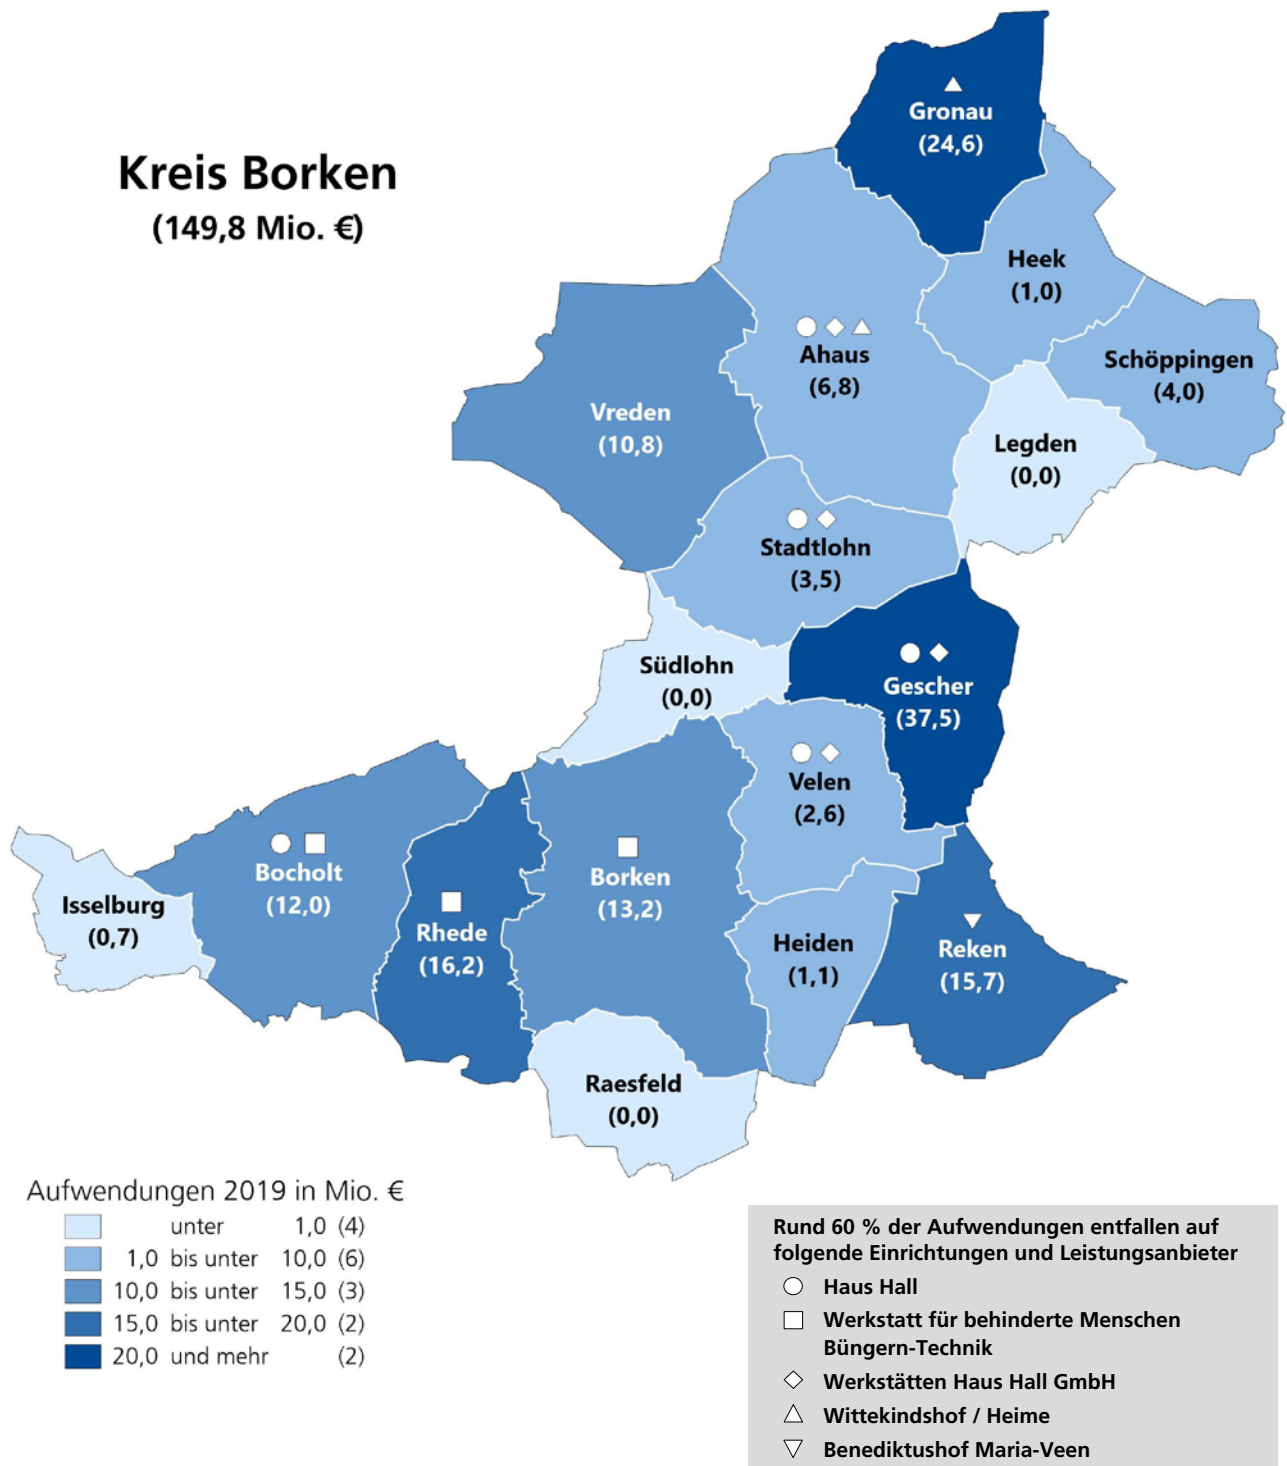 Kreis Borken
(149,8 Mio. €)
Gronau
(24,6)
Heek
(1,0)
Ahaus
(6,8)
Schöppingen
(4,0)
Vreden
(10,8)
Legden
(0,0)
Stadtlohn
(3,5)
Südlohn
(0,0)
Gescher
(37,5)
Velen
(2,6)
Bocholt
(12,0)
Borken
(13,2)
Isselburg
(0,7)
Rhede
(16,2)
Heiden
(1,1)
Reken
(15,7)
Raesfeld
(0,0)
Aufwendungen 2019 in Mio. €
unter 1,0 (4)
1,0 bis unter 10,0 (6)
10,0 bis unter 15,0 (3)
15,0 bis unter 20,0 (2)
20,0 und mehr (2)
Rund 60 % der Aufwendungen entfallen auf
folgende Einrichtungen und Leistungsanbieter
Haus Hall
Werkstatt für behinderte Menschen
Büngern-Technik
Werkstätten Haus Hall GmbH
Wittekindshof / Heime
Benediktushof Maria-Veen